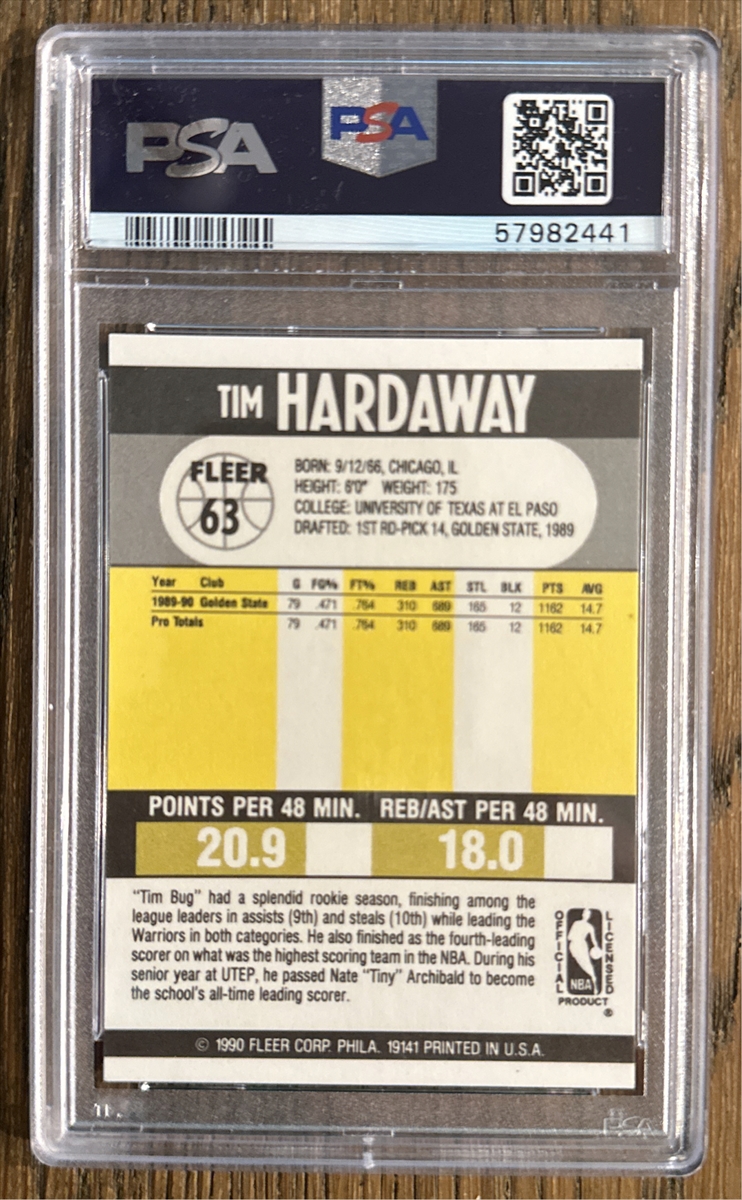 PSA
PSA
57982441
TIM HARDAWAY
FLEER
63
BORN: 9/12/66, CHICAGO, IL
HEIGHT: 6'0" WEIGHT: 175
COLLEGE: UNIVERSITY OF TEXAS AT EL PASO
DRAFTED: 1ST RD-PICK 14, GOLDEN STATE, 1989
Year Club G FG% FT% REB AST STL BLK PTS AVG
1989-90 Golden State 79 .471 .764 310 689 165 12 1162 14.7
Pro Totals 79 .471 .764 310 689 165 12 1162 14.7
POINTS PER 48 MIN. REB/AST PER 48 MIN.
20.9 18.0
"Tim Bug" had a splendid rookie season, finishing among the
league leaders in assists (9th) and steals (10th) while leading the
Warriors in both categories. He also finished as the fourth-leading
scorer on what was the highest scoring team in the NBA. During his
senior year at UTEP, he passed Nate "Tiny" Archibald to become
the school's all-time leading scorer.
OFFICIAL LICENSED
NBA
PRODUCT
®
© 1990 FLEER CORP. PHILA. 19141 PRINTED IN U.S.A.
PSA